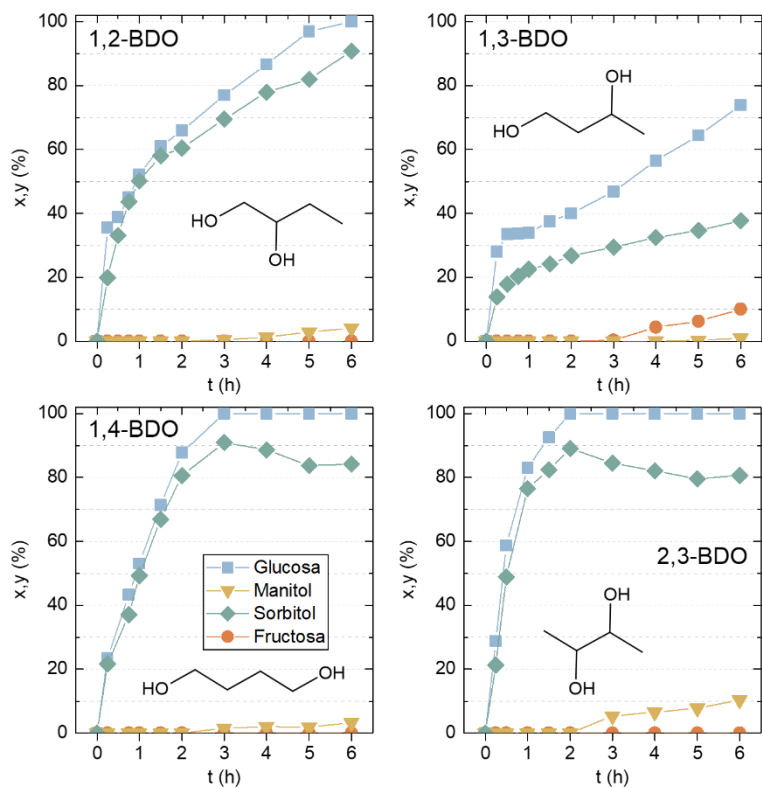 1,2-BDO
x,y (%)
100
80
60
40
20
0
HO
OH
0 1 2 3 4 5 6
t (h)
1,3-BDO
x,y (%)
100
80
60
40
20
0
OH
HO
0 1 2 3 4 5 6
t (h)
1,4-BDO
x,y (%)
100
80
60
40
20
0
Glucosa
Manitol
Sorbitol
Fructosa
HO
OH
0 1 2 3 4 5 6
t (h)
2,3-BDO
x,y (%)
100
80
60
40
20
0
OH
OH
0 1 2 3 4 5 6
t (h)